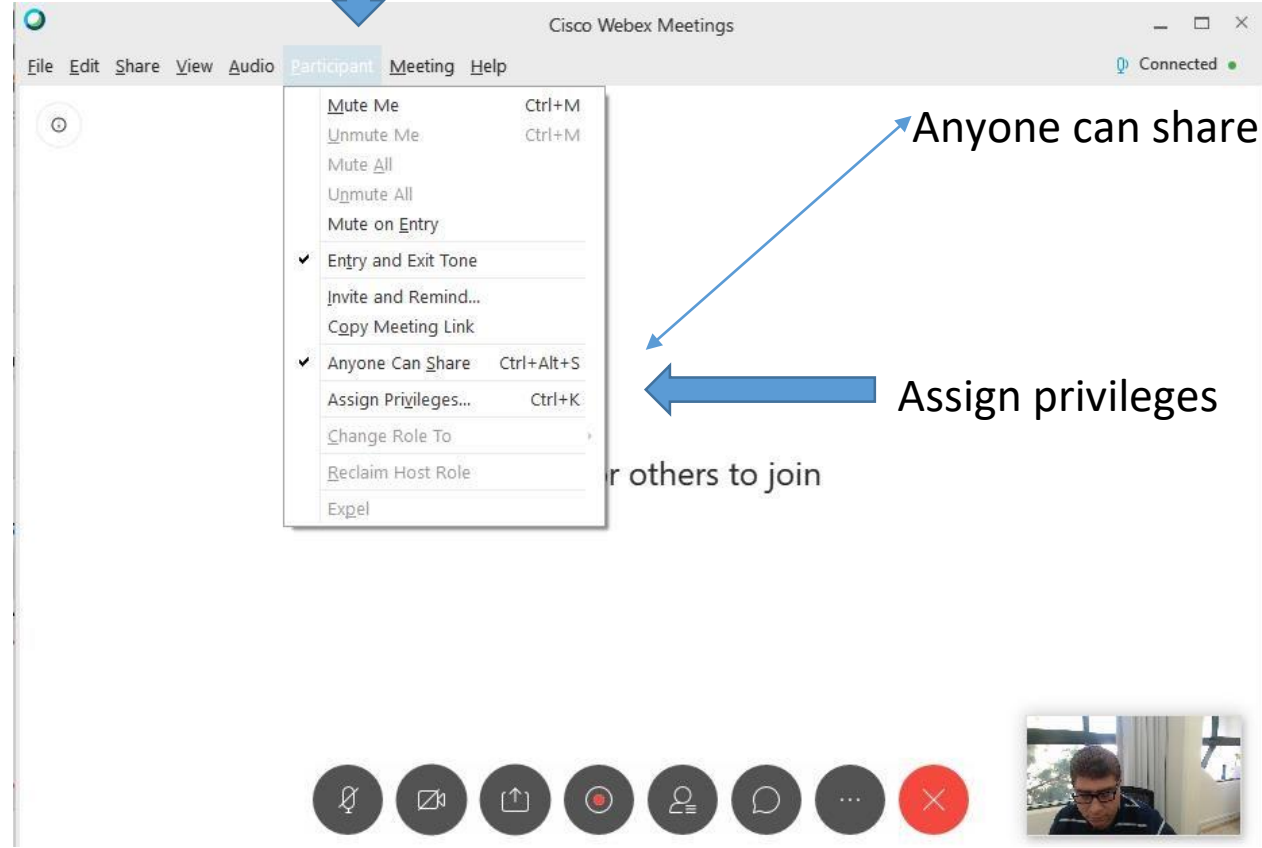 Cisco Webex Meetings
File Edit Share View Audio Participant Meeting Help
Connected
Mute Me Ctrl+M
Unmute Me Ctrl+M
Mute All
Unmute All
Mute on Entry
Entry and Exit Tone
Invite and Remind...
Copy Meeting Link
Anyone Can Share Ctrl+Alt+S
Assign Privileges... Ctrl+K
Change Role To
Reclaim Host Role
Expel
Anyone can share
Assign privileges
r others to join